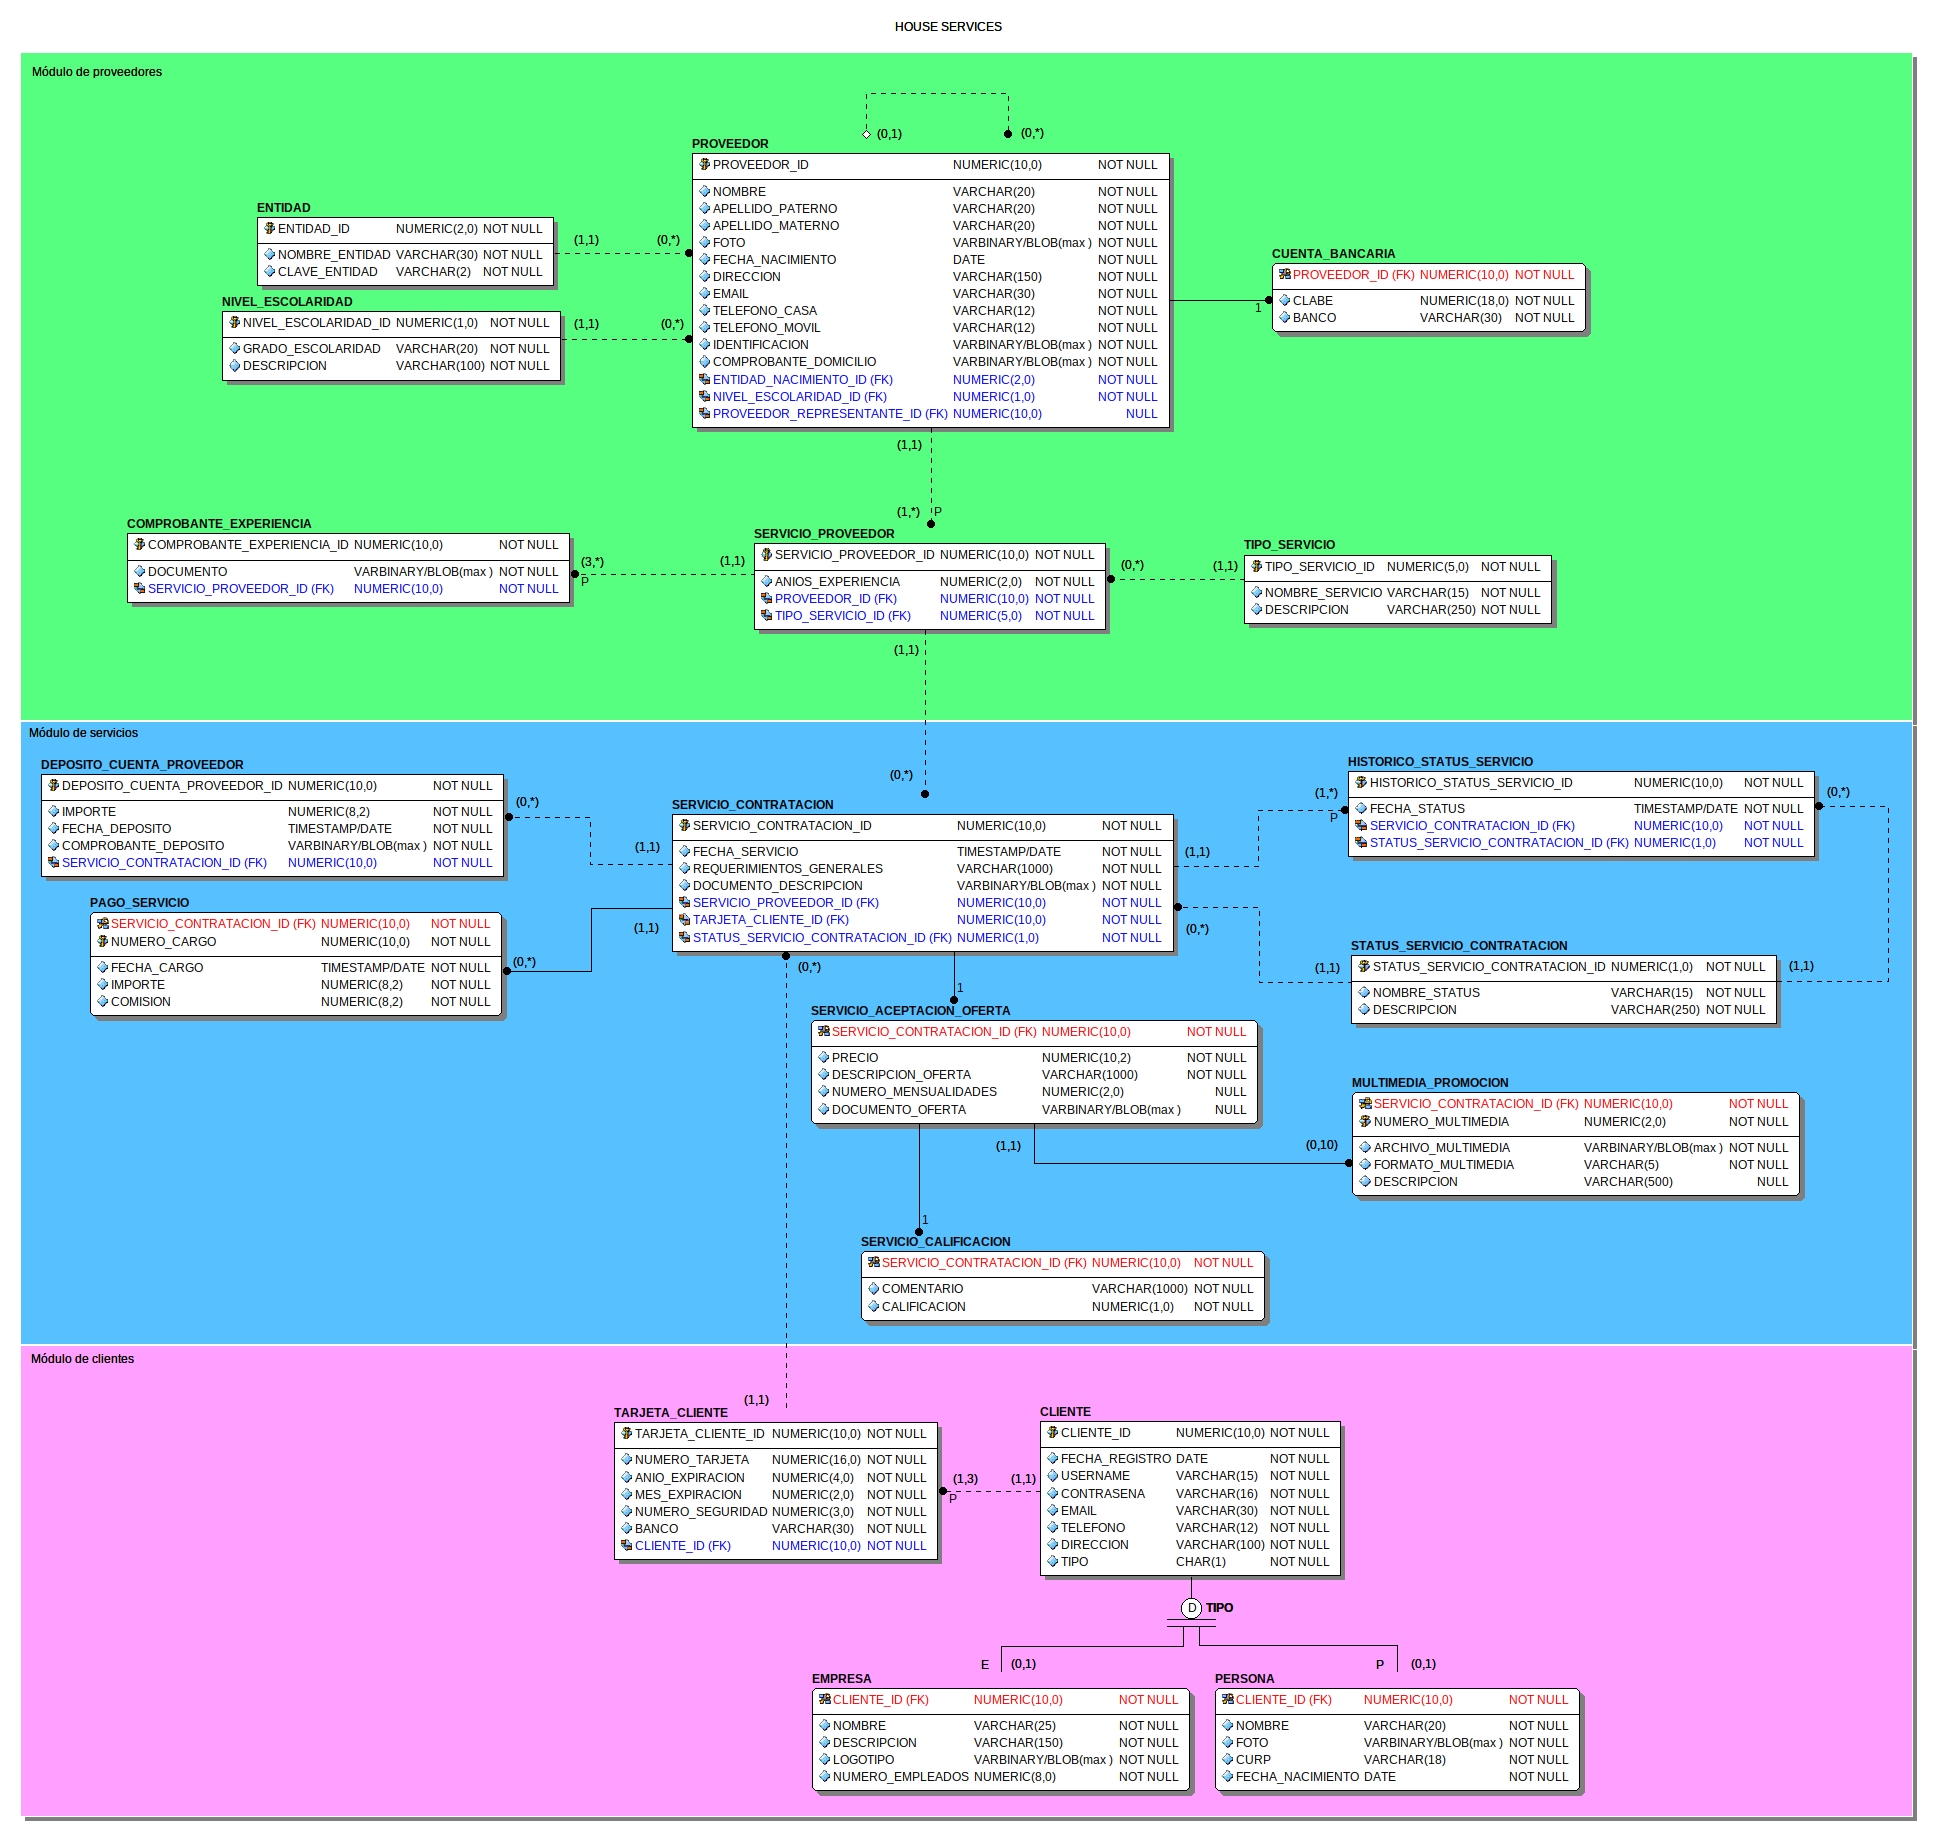 HOUSE SERVICES
Módulo de proveedores
(0,1)
(0,*)
PROVEEDOR
PROVEEDOR_ID NUMERIC(10,0) NOT NULL
NOMBRE VARCHAR(20) NOT NULL
APELLIDO_PATERNO VARCHAR(20) NOT NULL
APELLIDO_MATERNO VARCHAR(20) NOT NULL
FOTO VARBINARY/BLOB(max ) NOT NULL
FECHA_NACIMIENTO DATE NOT NULL
DIRECCION VARCHAR(150) NOT NULL
EMAIL VARCHAR(30) NOT NULL
TELEFONO_CASA VARCHAR(12) NOT NULL
TELEFONO_MOVIL VARCHAR(12) NOT NULL
IDENTIFICACION VARBINARY/BLOB(max ) NOT NULL
COMPROBANTE_DOMICILIO VARBINARY/BLOB(max ) NOT NULL
ENTIDAD_NACIMIENTO_ID (FK) NUMERIC(2,0) NOT NULL
NIVEL_ESCOLARIDAD_ID (FK) NUMERIC(1,0) NOT NULL
PROVEEDOR_REPRESENTANTE_ID (FK) NUMERIC(10,0) NULL
ENTIDAD
ENTIDAD_ID NUMERIC(2,0) NOT NULL
NOMBRE_ENTIDAD VARCHAR(30) NOT NULL
CLAVE_ENTIDAD VARCHAR(2) NOT NULL
(1,1)
(0,*)
NIVEL_ESCOLARIDAD
NIVEL_ESCOLARIDAD_ID NUMERIC(1,0) NOT NULL
GRADO_ESCOLARIDAD VARCHAR(20) NOT NULL
DESCRIPCION VARCHAR(100) NOT NULL
(1,1)
(0,*)
CUENTA_BANCARIA
PROVEEDOR_ID (FK) NUMERIC(10,0) NOT NULL
CLABE NUMERIC(18,0) NOT NULL
BANCO VARCHAR(30) NOT NULL
1
(1,1)
(1,*)
P
COMPROBANTE_EXPERIENCIA
COMPROBANTE_EXPERIENCIA_ID NUMERIC(10,0) NOT NULL
DOCUMENTO VARBINARY/BLOB(max ) NOT NULL
SERVICIO_PROVEEDOR_ID (FK) NUMERIC(10,0) NOT NULL
(3,*)
P
(1,1)
SERVICIO_PROVEEDOR
SERVICIO_PROVEEDOR_ID NUMERIC(10,0) NOT NULL
ANIOS_EXPERIENCIA NUMERIC(2,0) NOT NULL
PROVEEDOR_ID (FK) NUMERIC(10,0) NOT NULL
TIPO_SERVICIO_ID (FK) NUMERIC(5,0) NOT NULL
(0,*)
(1,1)
TIPO_SERVICIO
TIPO_SERVICIO_ID NUMERIC(5,0) NOT NULL
NOMBRE_SERVICIO VARCHAR(15) NOT NULL
DESCRIPCION VARCHAR(250) NOT NULL
(1,1)
Módulo de servicios
(0,*)
DEPOSITO_CUENTA_PROVEEDOR
DEPOSITO_CUENTA_PROVEEDOR_ID NUMERIC(10,0) NOT NULL
IMPORTE NUMERIC(8,2) NOT NULL
FECHA_DEPOSITO TIMESTAMP/DATE NOT NULL
COMPROBANTE_DEPOSITO VARBINARY/BLOB(max ) NOT NULL
SERVICIO_CONTRATACION_ID (FK) NUMERIC(10,0) NOT NULL
(0,*)
(1,1)
PAGO_SERVICIO
SERVICIO_CONTRATACION_ID (FK) NUMERIC(10,0) NOT NULL
NUMERO_CARGO NUMERIC(10,0) NOT NULL
FECHA_CARGO TIMESTAMP/DATE NOT NULL
IMPORTE NUMERIC(8,2) NOT NULL
COMISION NUMERIC(8,2) NOT NULL
(1,1)
(0,*)
SERVICIO_CONTRATACION
SERVICIO_CONTRATACION_ID NUMERIC(10,0) NOT NULL
FECHA_SERVICIO TIMESTAMP/DATE NOT NULL
REQUERIMIENTOS_GENERALES VARCHAR(1000) NOT NULL
DOCUMENTO_DESCRIPCION VARBINARY/BLOB(max ) NOT NULL
SERVICIO_PROVEEDOR_ID (FK) NUMERIC(10,0) NOT NULL
TARJETA_CLIENTE_ID (FK) NUMERIC(10,0) NOT NULL
STATUS_SERVICIO_CONTRATACION_ID (FK) NUMERIC(1,0) NOT NULL
(1,1)
(1,*)
P
HISTORICO_STATUS_SERVICIO
HISTORICO_STATUS_SERVICIO_ID NUMERIC(10,0) NOT NULL
FECHA_STATUS TIMESTAMP/DATE NOT NULL
SERVICIO_CONTRATACION_ID (FK) NUMERIC(10,0) NOT NULL
STATUS_SERVICIO_CONTRATACION_ID (FK) NUMERIC(1,0) NOT NULL
(0,*)
(0,*)
(1,1)
STATUS_SERVICIO_CONTRATACION
STATUS_SERVICIO_CONTRATACION_ID NUMERIC(1,0) NOT NULL
NOMBRE_STATUS VARCHAR(15) NOT NULL
DESCRIPCION VARCHAR(250) NOT NULL
(1,1)
(0,*)
1
SERVICIO_ACEPTACION_OFERTA
SERVICIO_CONTRATACION_ID (FK) NUMERIC(10,0) NOT NULL
PRECIO NUMERIC(10,2) NOT NULL
DESCRIPCION_OFERTA VARCHAR(1000) NOT NULL
NUMERO_MENSUALIDADES NUMERIC(2,0) NULL
DOCUMENTO_OFERTA VARBINARY/BLOB(max ) NULL
(1,1)
(0,10)
MULTIMEDIA_PROMOCION
SERVICIO_CONTRATACION_ID (FK) NUMERIC(10,0) NOT NULL
NUMERO_MULTIMEDIA NUMERIC(2,0) NOT NULL
ARCHIVO_MULTIMEDIA VARBINARY/BLOB(max ) NOT NULL
FORMATO_MULTIMEDIA VARCHAR(5) NOT NULL
DESCRIPCION VARCHAR(500) NULL
1
SERVICIO_CALIFICACION
SERVICIO_CONTRATACION_ID (FK) NUMERIC(10,0) NOT NULL
COMENTARIO VARCHAR(1000) NOT NULL
CALIFICACION NUMERIC(1,0) NOT NULL
Módulo de clientes
(1,1)
TARJETA_CLIENTE
TARJETA_CLIENTE_ID NUMERIC(10,0) NOT NULL
NUMERO_TARJETA NUMERIC(16,0) NOT NULL
ANIO_EXPIRACION NUMERIC(4,0) NOT NULL
MES_EXPIRACION NUMERIC(2,0) NOT NULL
NUMERO_SEGURIDAD NUMERIC(3,0) NOT NULL
BANCO VARCHAR(30) NOT NULL
CLIENTE_ID (FK) NUMERIC(10,0) NOT NULL
(1,3)
P
(1,1)
CLIENTE
CLIENTE_ID NUMERIC(10,0) NOT NULL
FECHA_REGISTRO DATE NOT NULL
USERNAME VARCHAR(15) NOT NULL
CONTRASENA VARCHAR(16) NOT NULL
EMAIL VARCHAR(30) NOT NULL
TELEFONO VARCHAR(12) NOT NULL
DIRECCION VARCHAR(100) NOT NULL
TIPO CHAR(1) NOT NULL
D TIPO
E (0,1)
P (0,1)
EMPRESA
CLIENTE_ID (FK) NUMERIC(10,0) NOT NULL
NOMBRE VARCHAR(25) NOT NULL
DESCRIPCION VARCHAR(150) NOT NULL
LOGOTIPO VARBINARY/BLOB(max ) NOT NULL
NUMERO_EMPLEADOS NUMERIC(8,0) NOT NULL
PERSONA
CLIENTE_ID (FK) NUMERIC(10,0) NOT NULL
NOMBRE VARCHAR(20) NOT NULL
FOTO VARBINARY/BLOB(max ) NOT NULL
CURP VARCHAR(18) NOT NULL
FECHA_NACIMIENTO DATE NOT NULL